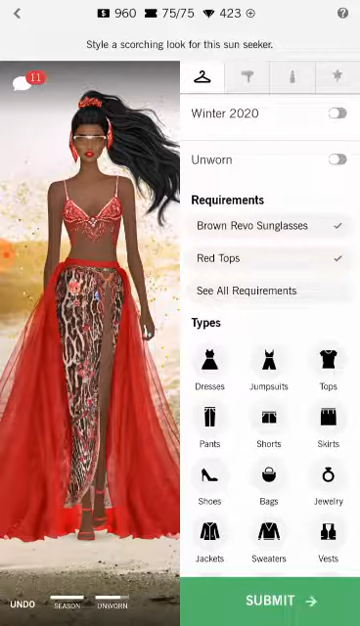 960 75/75 423
Style a scorching look for this sun seeker.
11
Winter 2020
Unworn
Requirements
Brown Revo Sunglasses
Red Tops
See All Requirements
Types
Dresses Jumpsuits Tops
Pants Shorts Skirts
Shoes Bags Jewelry
Jackets Sweaters Vests
UNDO SEASON UNWORN
SUBMIT